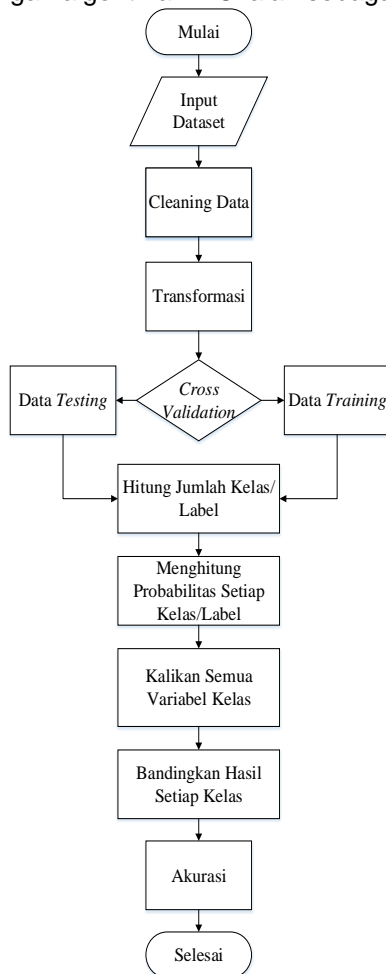 Mulai
Input
Dataset
Cleaning Data
Transformasi
Data Testing
Cross
Validation
Data Training
Hitung Jumlah Kelas/
Label
Menghitung
Probabilitas Setiap
Kelas/Label
Kalikan Semua
Variabel Kelas
Bandingkan Hasil
Setiap Kelas
Akurasi
Selesai